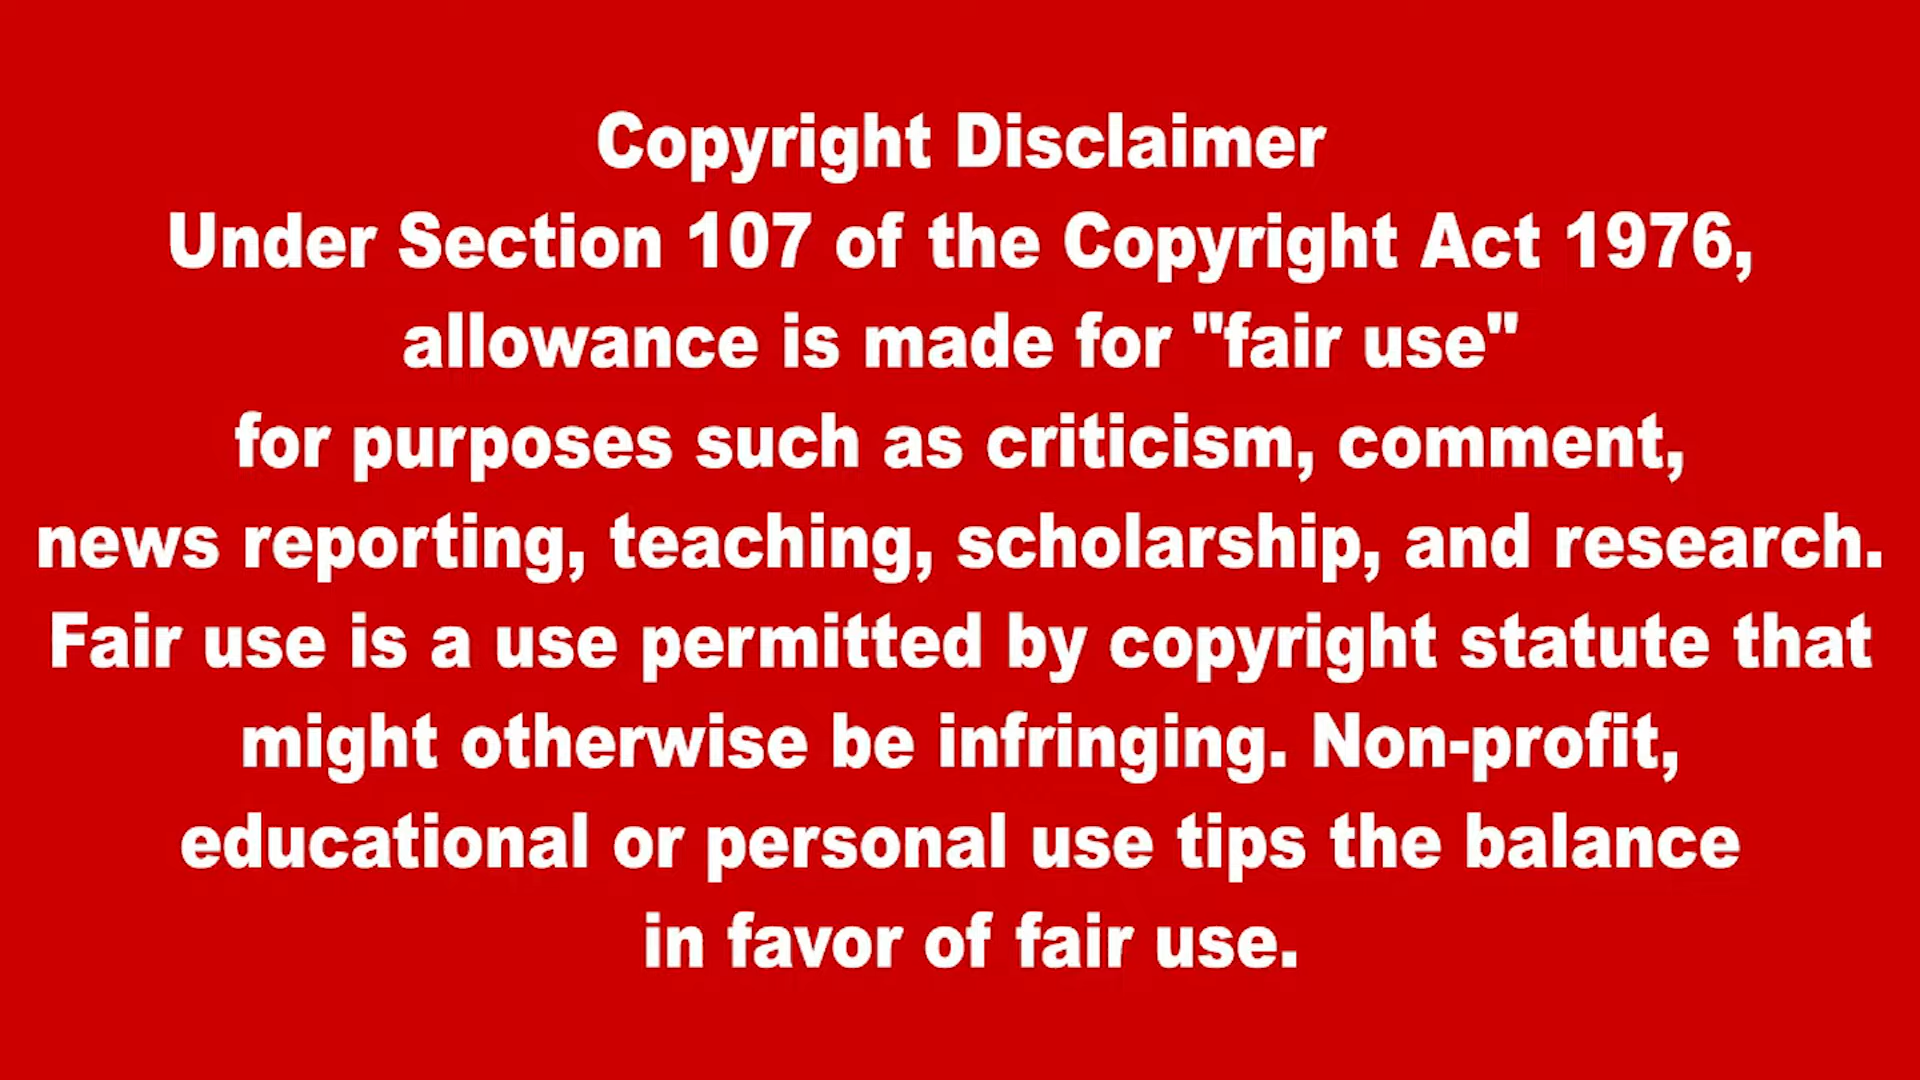 Copyright Disclaimer
Under Section 107 of the Copyright Act 1976,
allowance is made for "fair use"
for purposes such as criticism, comment,
news reporting, teaching, scholarship, and research.
Fair use is a use permitted by copyright statute that
might otherwise be infringing. Non-profit,
educational or personal use tips the balance
in favor of fair use.